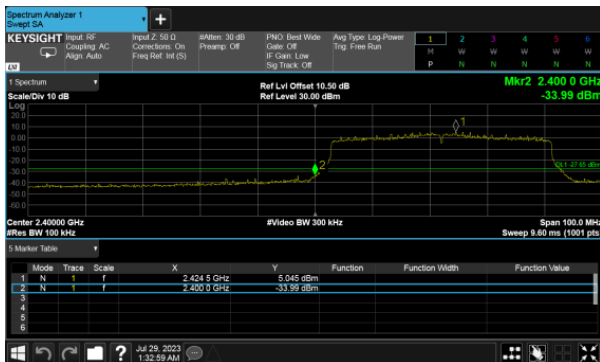 Spectrum Analyzer 1
Swept SA
+
KEYSIGHT Input: RF Input Z: 50 Ω #Atten: 30 dB PNO: Best Wide Avg Type: Log-Power 1 2 3 4 5 6
Coupling: AC Corrections: On Preamp: Off Gate: Off Trig: Free Run M W W W W W
Align: Auto Freq Ref: Int (S) IF Gain: Low P N N N N N
Sig Track: Off
LXI
1 Spectrum Ref Lvl Offset 10.50 dB Mkr2 2.400 0 GHz
Scale/Div 10 dB Ref Level 30.00 dBm -33.99 dBm
Log
20.0
10.0
0.00
-10.0
-20.0
-30.0
-40.0
-50.0
-60.0
1
2
DL1 -27.65 dBm
Center 2.40000 GHz #Video BW 300 kHz Span 100.0 MHz
#Res BW 100 kHz Sweep 9.60 ms (1001 pts)
5 Marker Table
Mode Trace Scale X Y Function Function Width Function Value
1 N 1 f 2.424 5 GHz 5.045 dBm
2 N 1 f 2.400 0 GHz -33.99 dBm
3
4
5
6
? Jul 29, 2023
1:32:59 AM